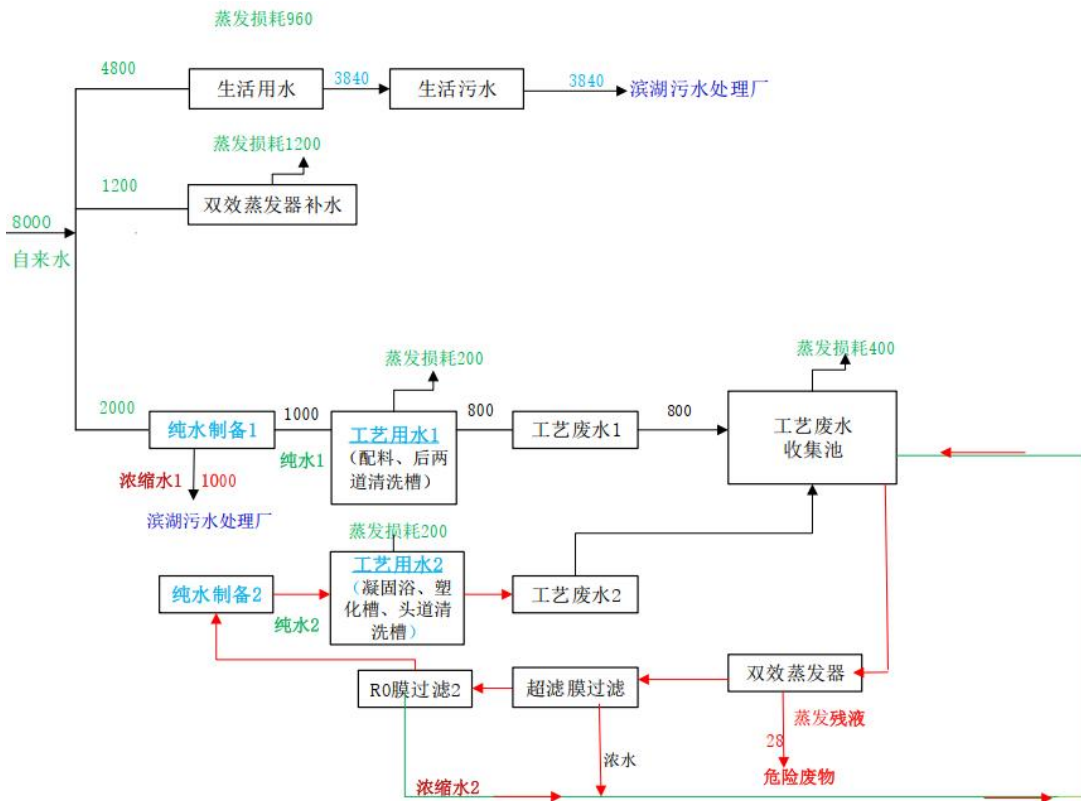 蒸发损耗960
4800
生活用水
3840
生活污水
3840
滨湖污水处理厂
蒸发损耗1200
1200
双效蒸发器补水
8000
自来水
蒸发损耗200
蒸发损耗400
2000
纯水制备1
1000
工艺用水1
(配料、后两
道清洗槽)
800
工艺废水1
800
工艺废水
收集池
纯水1
浓缩水1
1000
滨湖污水处理厂
蒸发损耗200
纯水制备2
纯水2
工艺用水2
(凝固浴、塑
化槽、头道清
洗槽)
工艺废水2
RO膜过滤2
超滤膜过滤
双效蒸发器
蒸发残液
28
危险废物
浓水
浓缩水2